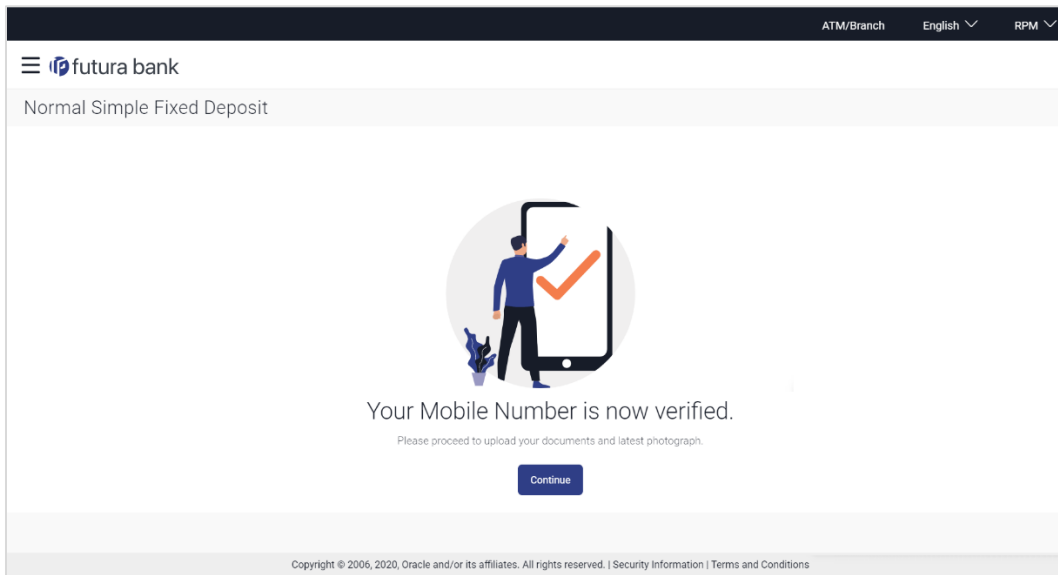 ATM/Branch English RPM
futura bank
Normal Simple Fixed Deposit
Your Mobile Number is now verified.
Please proceed to upload your documents and latest photograph.
Continue
Copyright © 2006, 2020, Oracle and/or its affiliates. All rights reserved. | Security Information | Terms and Conditions